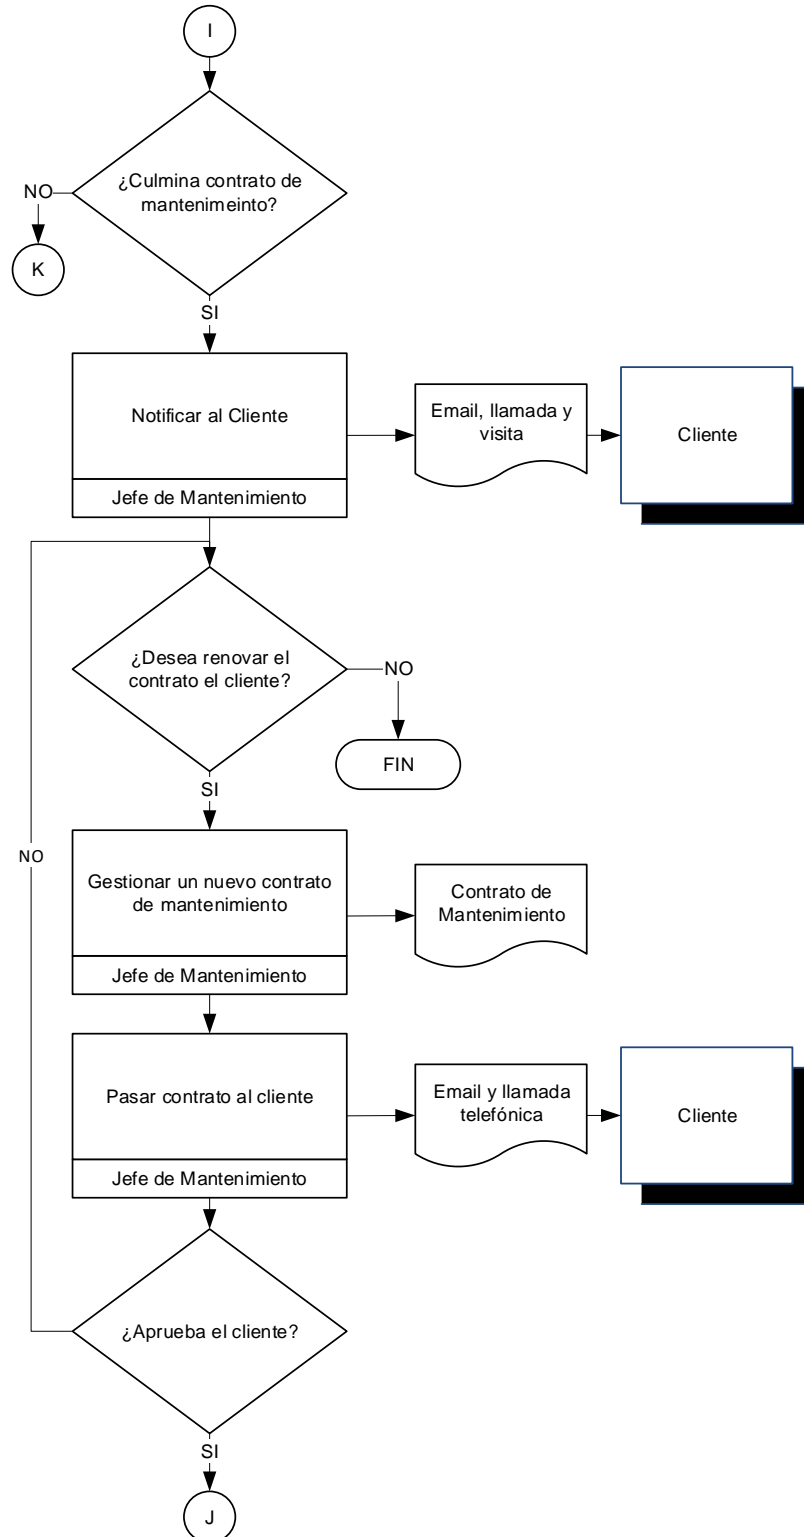 I
¿Culmina contrato de
mantenimeinto?
NO
K
SI
Notificar al Cliente
Jefe de Mantenimiento
Email, llamada y
visita
Cliente
¿Desea renovar el
contrato el cliente?
NO
FIN
SI
NO
Gestionar un nuevo contrato
de mantenimiento
Jefe de Mantenimiento
Contrato de
Mantenimiento
Pasar contrato al cliente
Jefe de Mantenimiento
Email y llamada
telefónica
Cliente
¿Aprueba el cliente?
SI
J